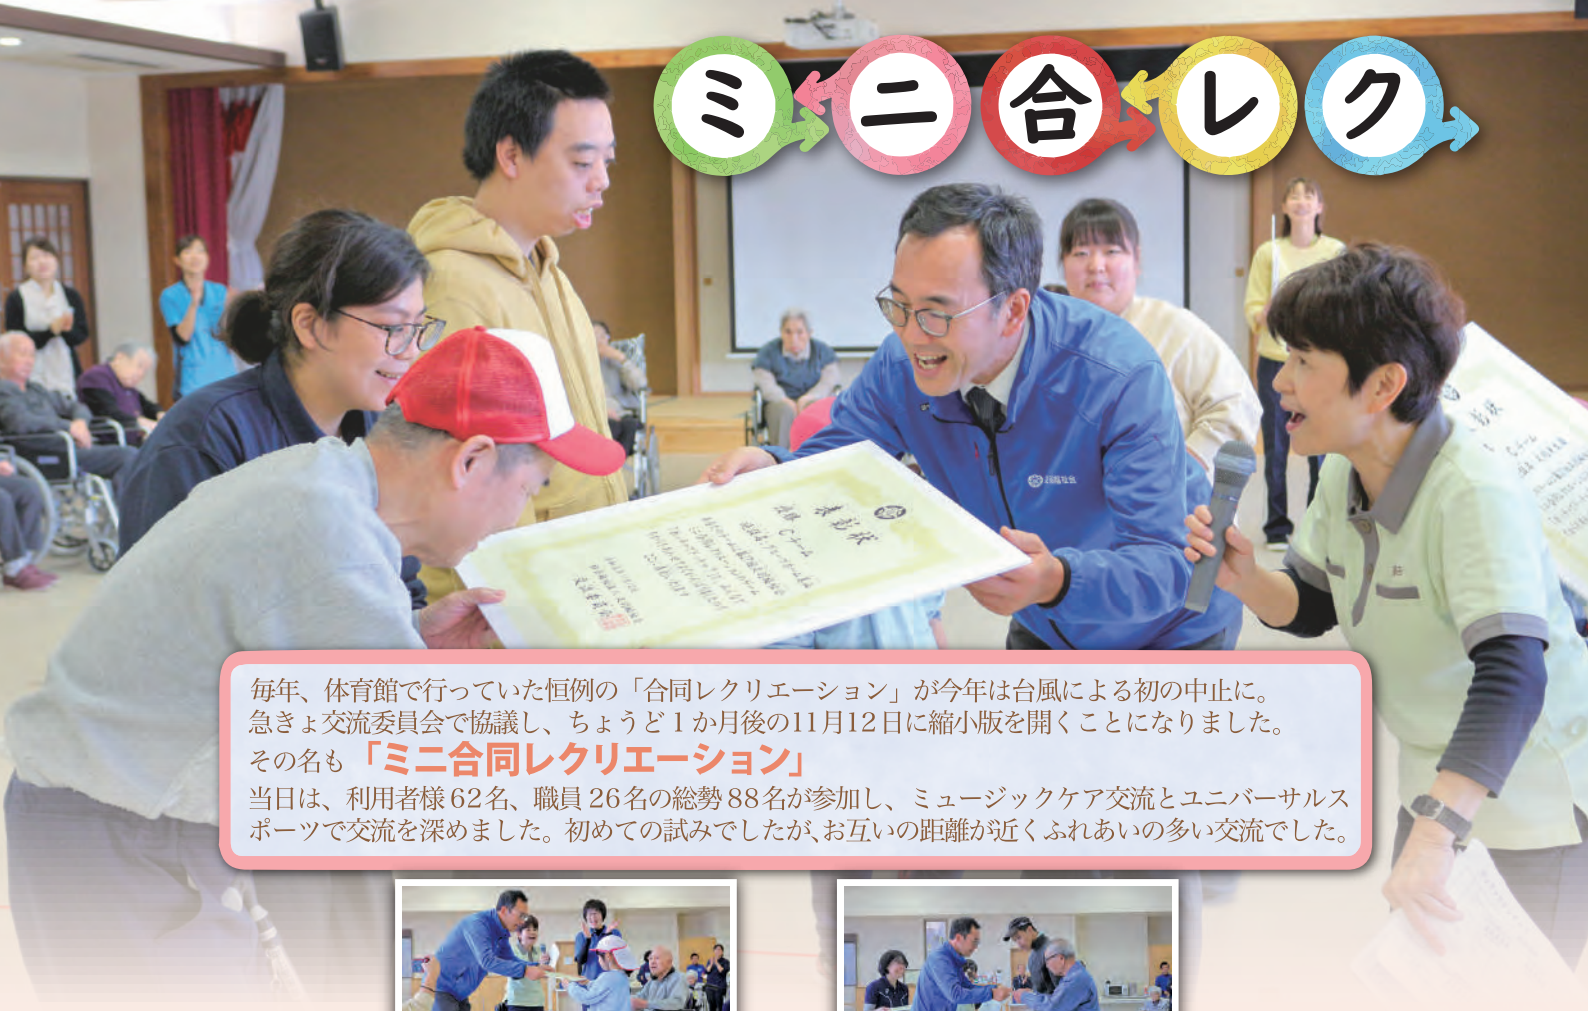 ミニ合レク
表彰状
優勝 Cチーム
毎年、体育館で行っていた恒例の「合同レクリエーション」が今年は台風による初の中止に。
急きょ交流委員会で協議し、ちょうど1か月後の11月12日に縮小版を開くことになりました。
その名も「ミニ合同レクリエーション」
当日は、利用者様62名、職員26名の総勢88名が参加し、ミュージックケア交流とユニバーサルス
ポーツで交流を深めました。初めての試みでしたが、お互いの距離が近くふれあいの多い交流でした。